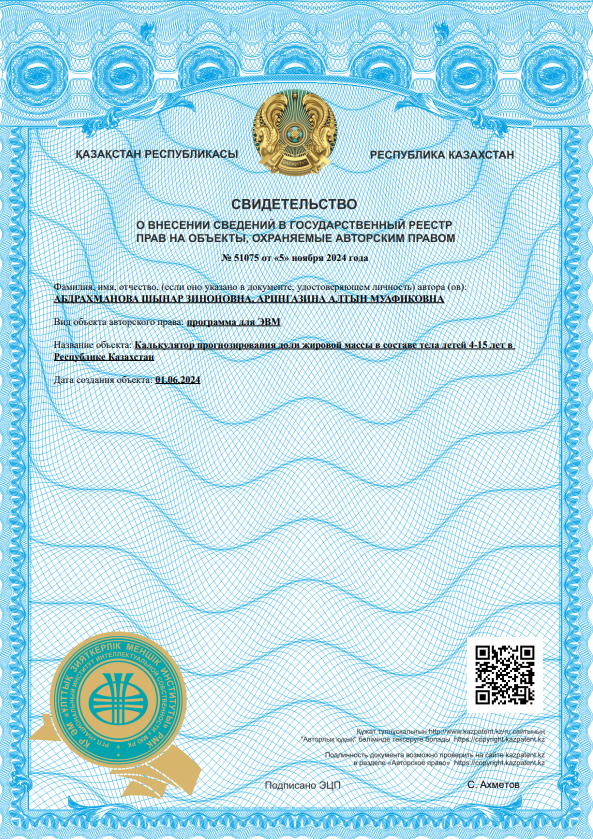 ҚАЗАҚСТАН РЕСПУБЛИКАСЫ
РЕСПУБЛИКА КАЗАХСТАН
СВИДЕТЕЛЬСТВО
О ВНЕСЕНИИ СВЕДЕНИЙ В ГОСУДАРСТВЕННЫЙ РЕЕСТР
ПРАВ НА ОБЪЕКТЫ, ОХРАНЯЕМЫЕ АВТОРСКИМ ПРАВОМ
№ 51075 от «5» ноября 2024 года
Фамилия, имя, отчество, (если оно указано в документе, удостоверяющем личность) автора (ов):
АБДРАХМАНОВА ШЫНАР ЗИНОНОВНА, АРЦНГАЗИНА АЛТЫН МУАФИКОВНА
Вид объекта авторского права: программа для ЭВМ
Название объекта: Калькулятор прогнозирования доли жировой массы в составе тела детей 4-15 лет в
Республике Казахстан
Дата создания объекта: 01.06.2024
ҚР ӘМ «ҰЛТТЫҚ ЗИЯТКЕРЛІК МЕНШІК ИНСТИТУТЫ» РМК
Құжат түпнұсқалығын http://www.kazpatent.kz/ru сайтының
"Авторлық құқық" бөлімінде тексеруге болады https://copyright.kazpatent.kz
Подлинность документа возможно проверить на сайте kazpatent.kz
в разделе «Авторское право» https://copyright.kazpatent.kz
Подписано ЭЦП
С. Ахметов